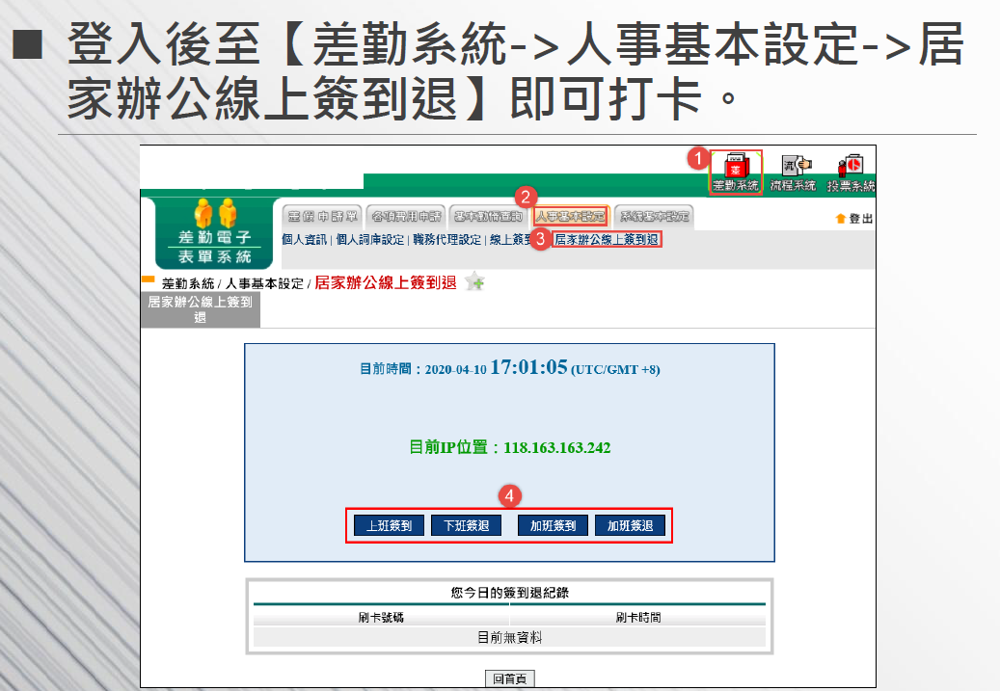 登入後至【差勤系統->人事基本設定->居
家辦公線上簽到退】即可打卡。
1
差
差勤系統 流程系統 投票系統
2
差假申請單 各項費用申請 基本勤惰查詢 人事基本設定 系統基本設定
登出
差勤電子
表單系統
個人資訊 | 個人詞庫設定 | 職務代理設定 | 線上簽到 3 居家辦公線上簽到退
差勤系統 / 人事基本設定 / 居家辦公線上簽到退
居家辦公線上簽到
退
目前時間：2020-04-10 17:01:05 (UTC/GMT +8)
目前IP位置：118.163.163.242
4
上班簽到 下班簽退 加班簽到 加班簽退
您今日的簽到退紀錄
刷卡號碼 刷卡時間
目前無資料
回首頁